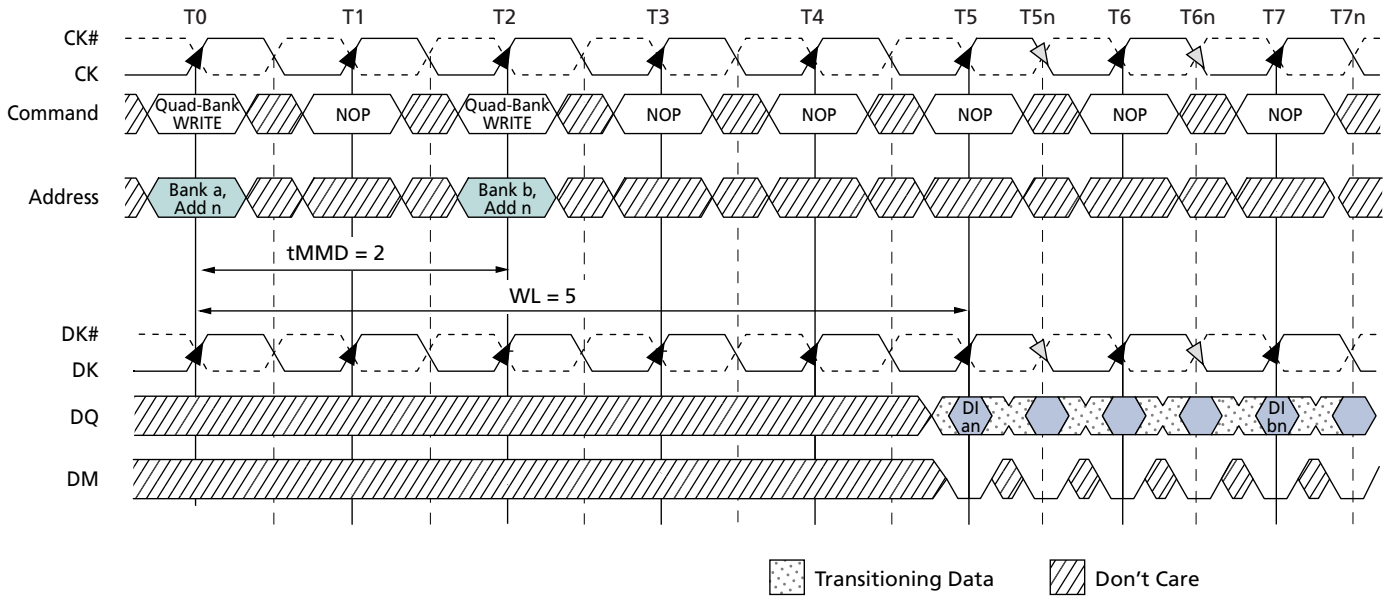 T0 T1 T2 T3 T4 T5 T5n T6 T6n T7 T7n
CK#
CK
Command
Quad-Bank
WRITE
NOP
Quad-Bank
WRITE
NOP
NOP
NOP
NOP
NOP
Address
Bank a,
Add n
Bank b,
Add n
tMMD = 2
WL = 5
DK#
DK
DQ
DI
an
DI
bn
DM
Transitioning Data
Don't Care